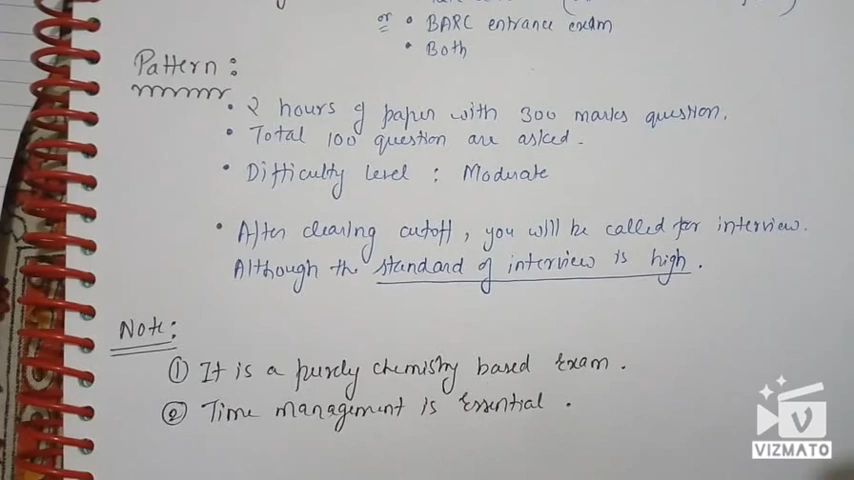 or • BARC entrance exam
• Both
Pattern :
• 2 hours of paper with 300 marks question.
• Total 100 question are asked.
• Difficulty Level : Moderate
• After clearing cutoff, you will be called for interview.
Although the standard of interview is high.
Note :
① It is a purely chemistry based Exam.
② Time management is Essential.
VIZMATO